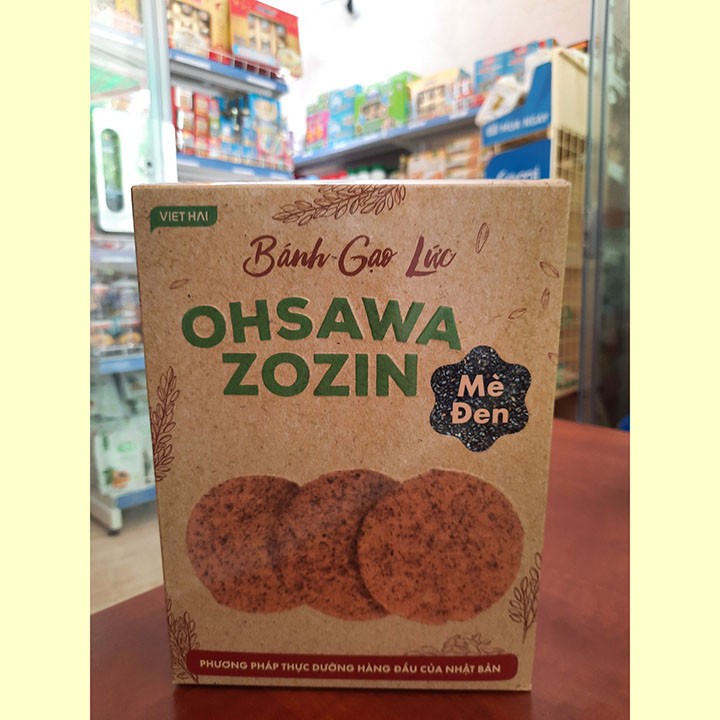 VIET HAI
Bánh Gạo Lức
OHSAWA
ZOZIN
Mè
Đen
PHƯƠNG PHÁP THỰC DƯỠNG HÀNG ĐẦU CỦA NHẬT BẢN